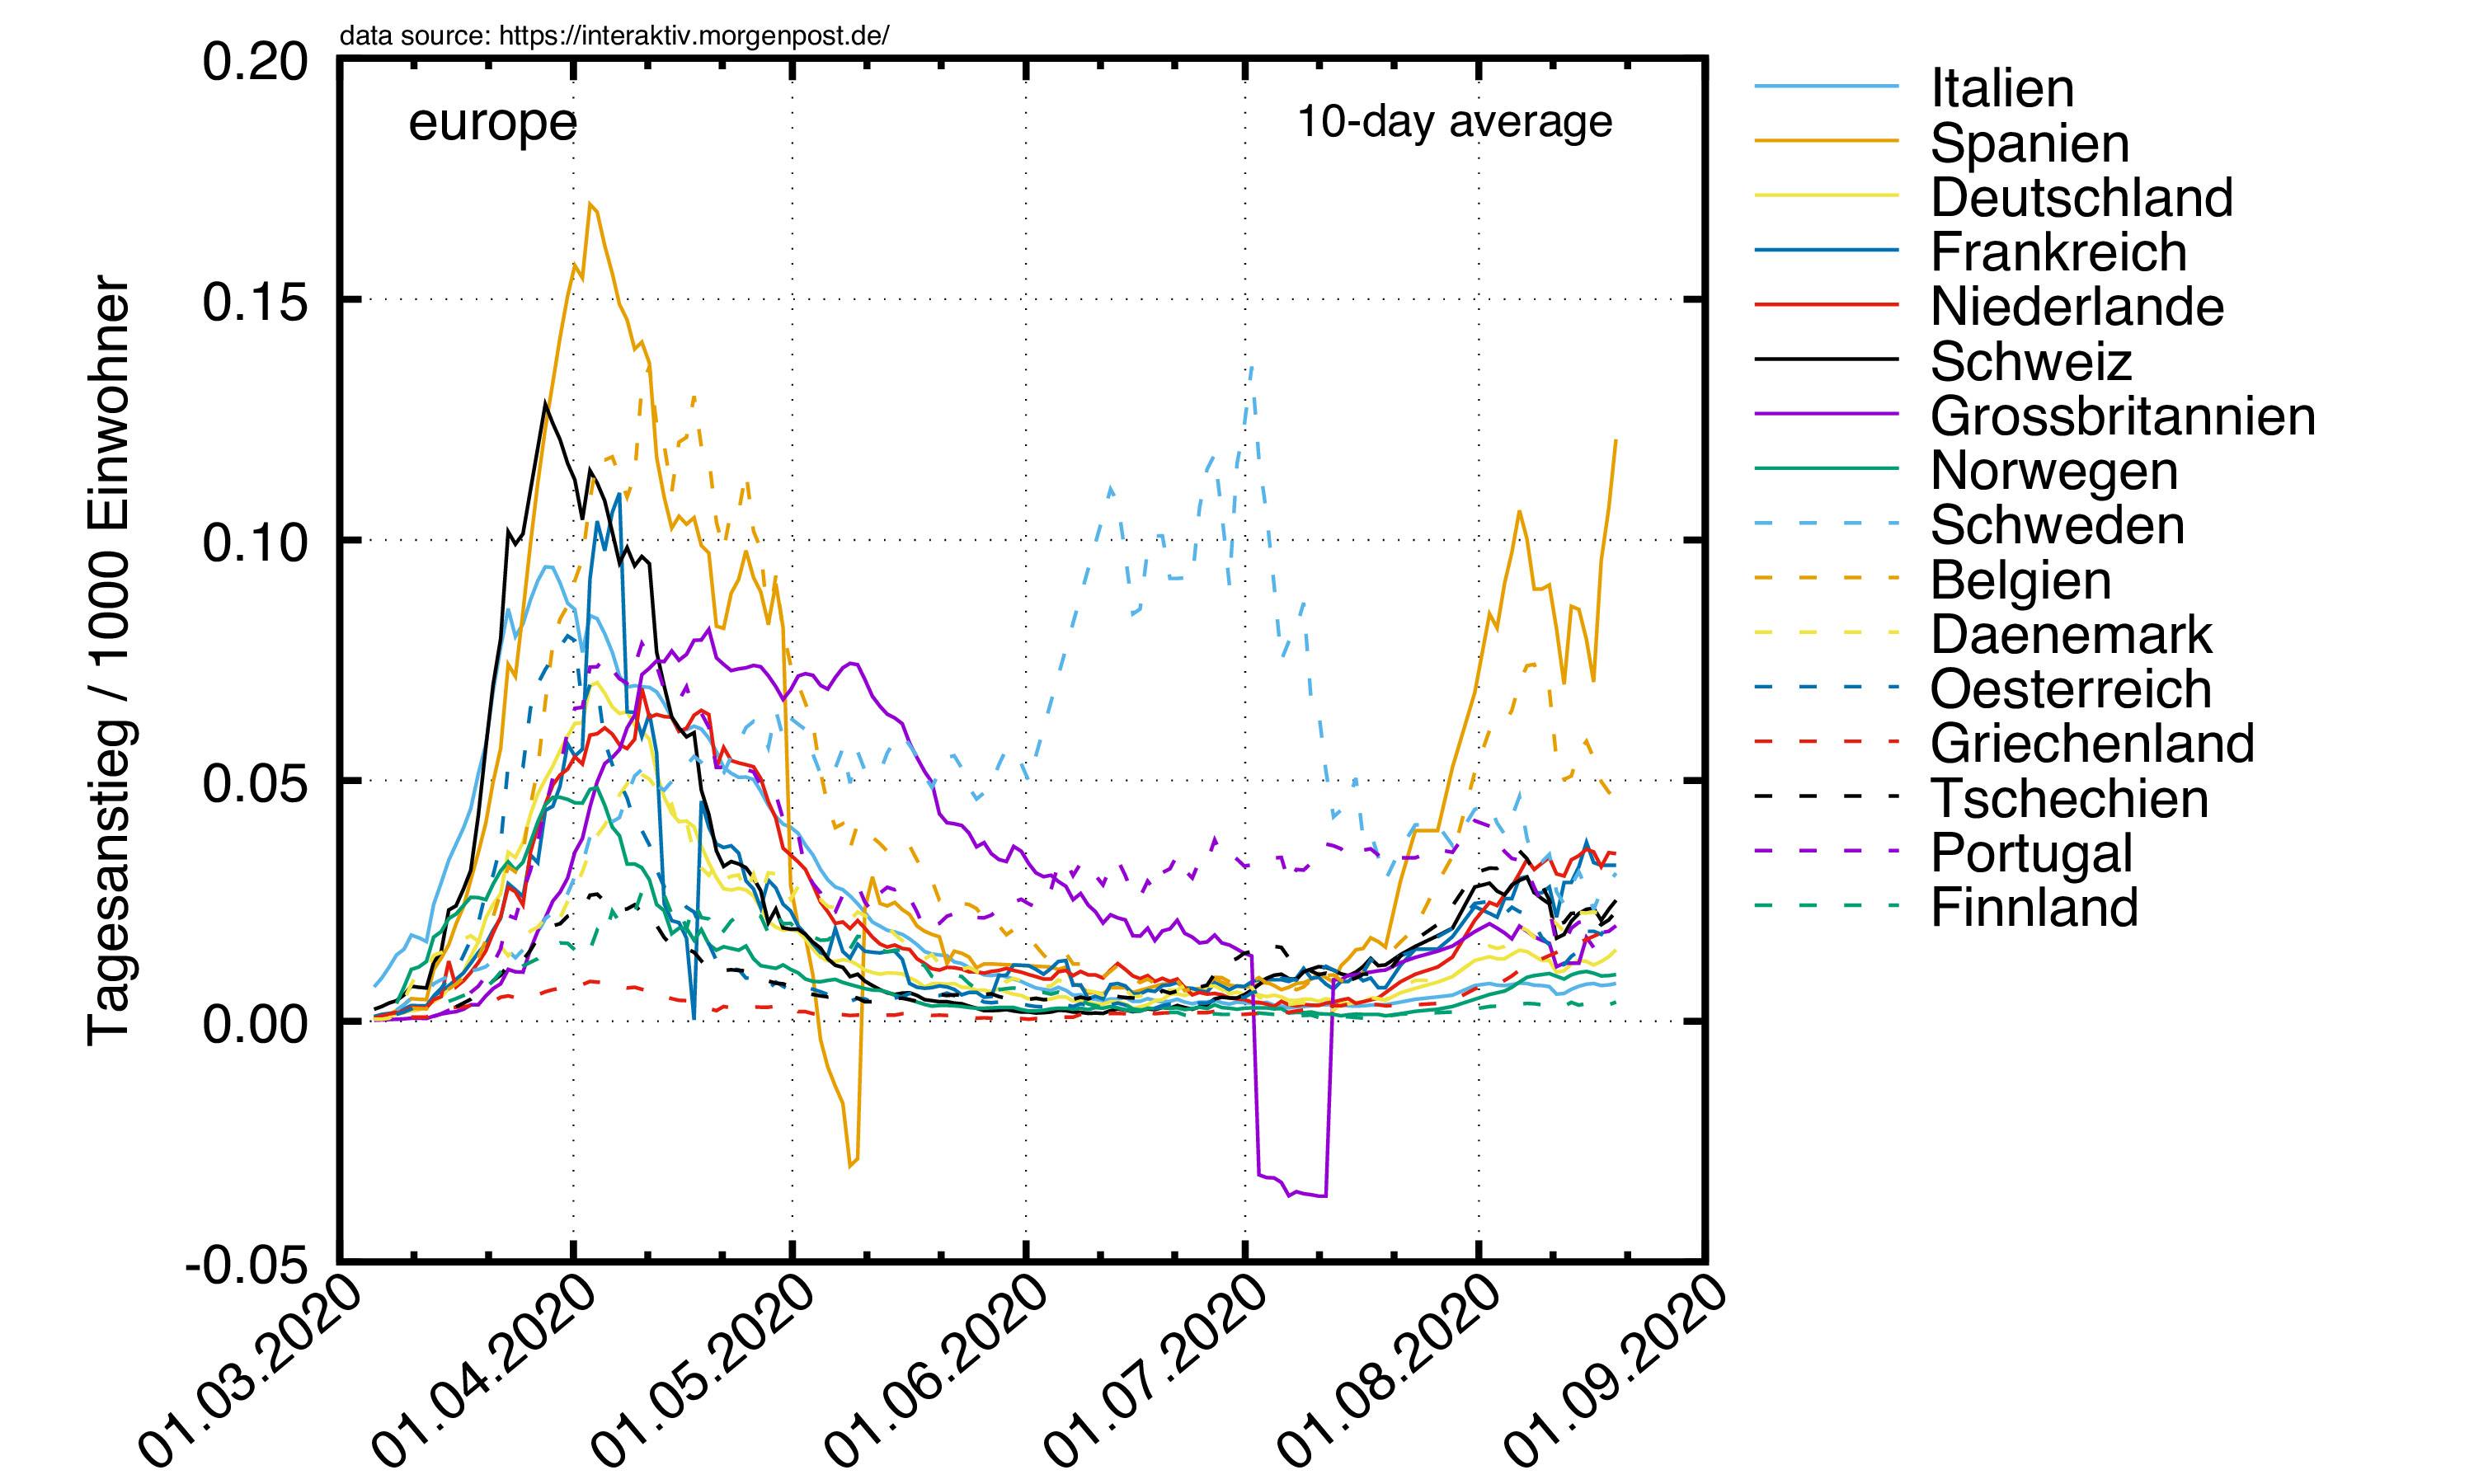 data source: https://interaktiv.morgenpost.de/
europe
10-day average
Tagesanstieg / 1000 Einwohner
0.20
0.15
0.10
0.05
0.00
-0.05
01.03.2020
01.04.2020
01.05.2020
01.06.2020
01.07.2020
01.08.2020
01.09.2020
Italien
Spanien
Deutschland
Frankreich
Niederlande
Schweiz
Grossbritannien
Norwegen
Schweden
Belgien
Daenemark
Oesterreich
Griechenland
Tschechien
Portugal
Finnland